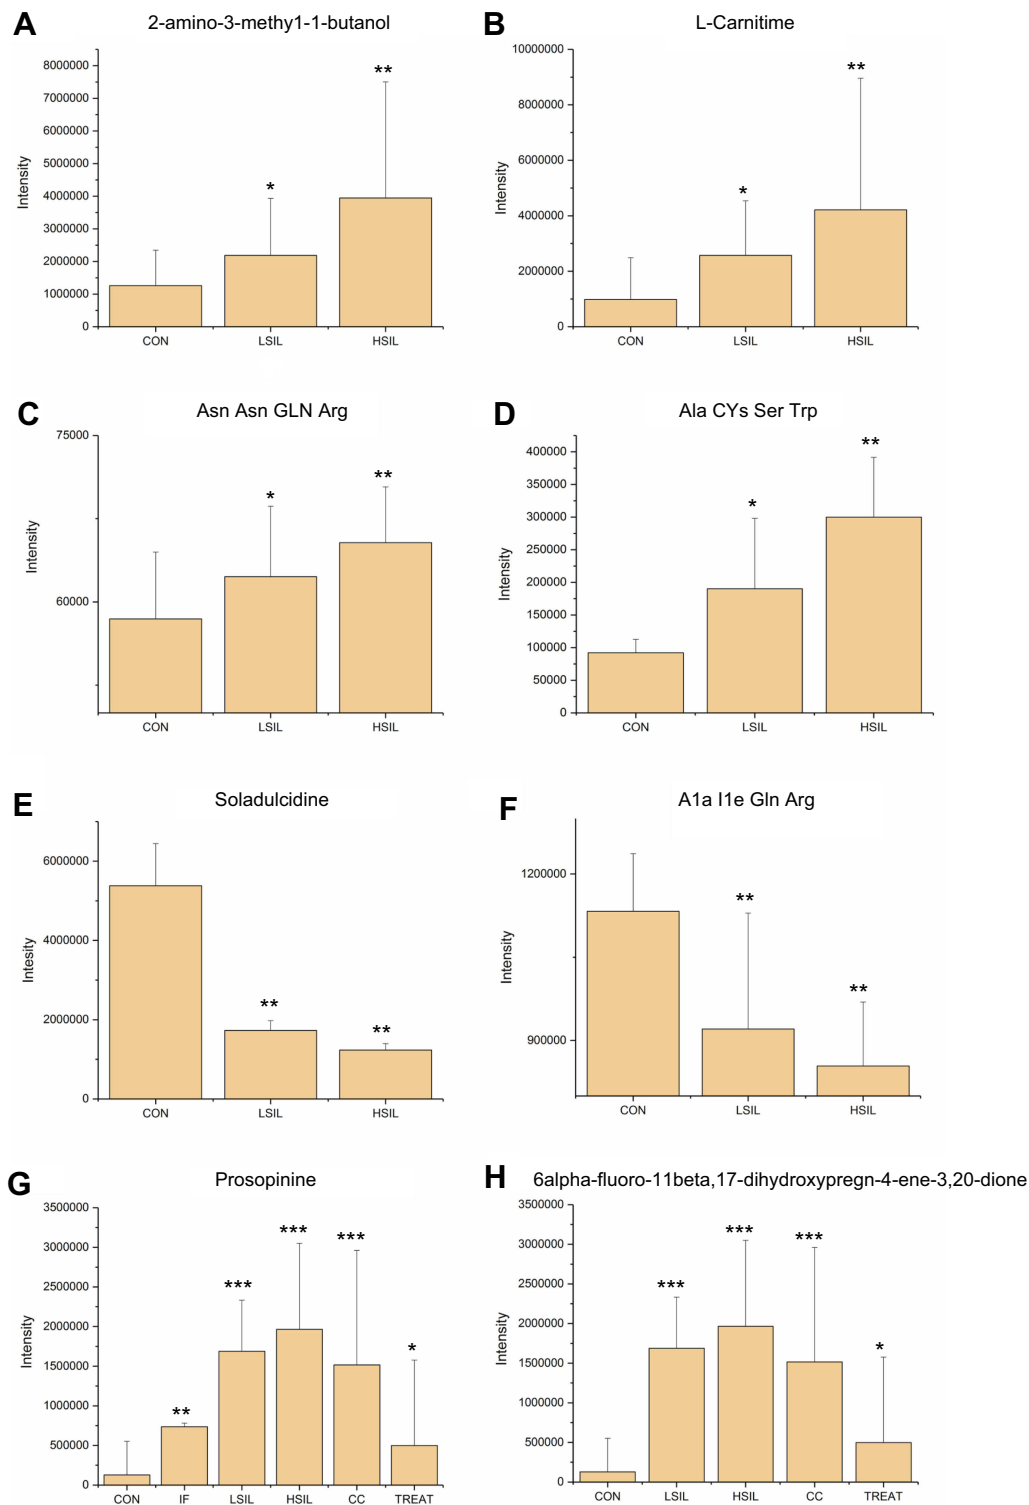 A 2-amino-3-methy1-1-butanol
8000000
7000000
6000000
5000000
4000000
3000000
2000000
1000000
0
Intensity
*
**
CON LSIL HSIL
B L-Carnitime
10000000
8000000
6000000
4000000
2000000
0
Intensity
*
**
CON LSIL HSIL
C Asn Asn GLN Arg
75000
60000
Intensity
*
**
CON LSIL HSIL
D Ala CYs Ser Trp
400000
350000
300000
250000
200000
150000
100000
50000
0
Intensity
*
**
CON LSIL HSIL
E Soladulcidine
6000000
4000000
2000000
0
Intesity
**
**
CON LSIL HSIL
F A1a I1e Gln Arg
1200000
900000
Intensity
**
**
CON LSIL HSIL
G Prosopinine
3500000
3000000
2500000
2000000
1500000
1000000
500000
0
Intensity
**
***
***
***
*
CON IF LSIL HSIL CC TREAT
H 6alpha-fluoro-11beta,17-dihydroxypregn-4-ene-3,20-dione
3500000
3000000
2500000
2000000
1500000
1000000
500000
0
Intensity
***
***
***
*
CON LSIL HSIL CC TREAT